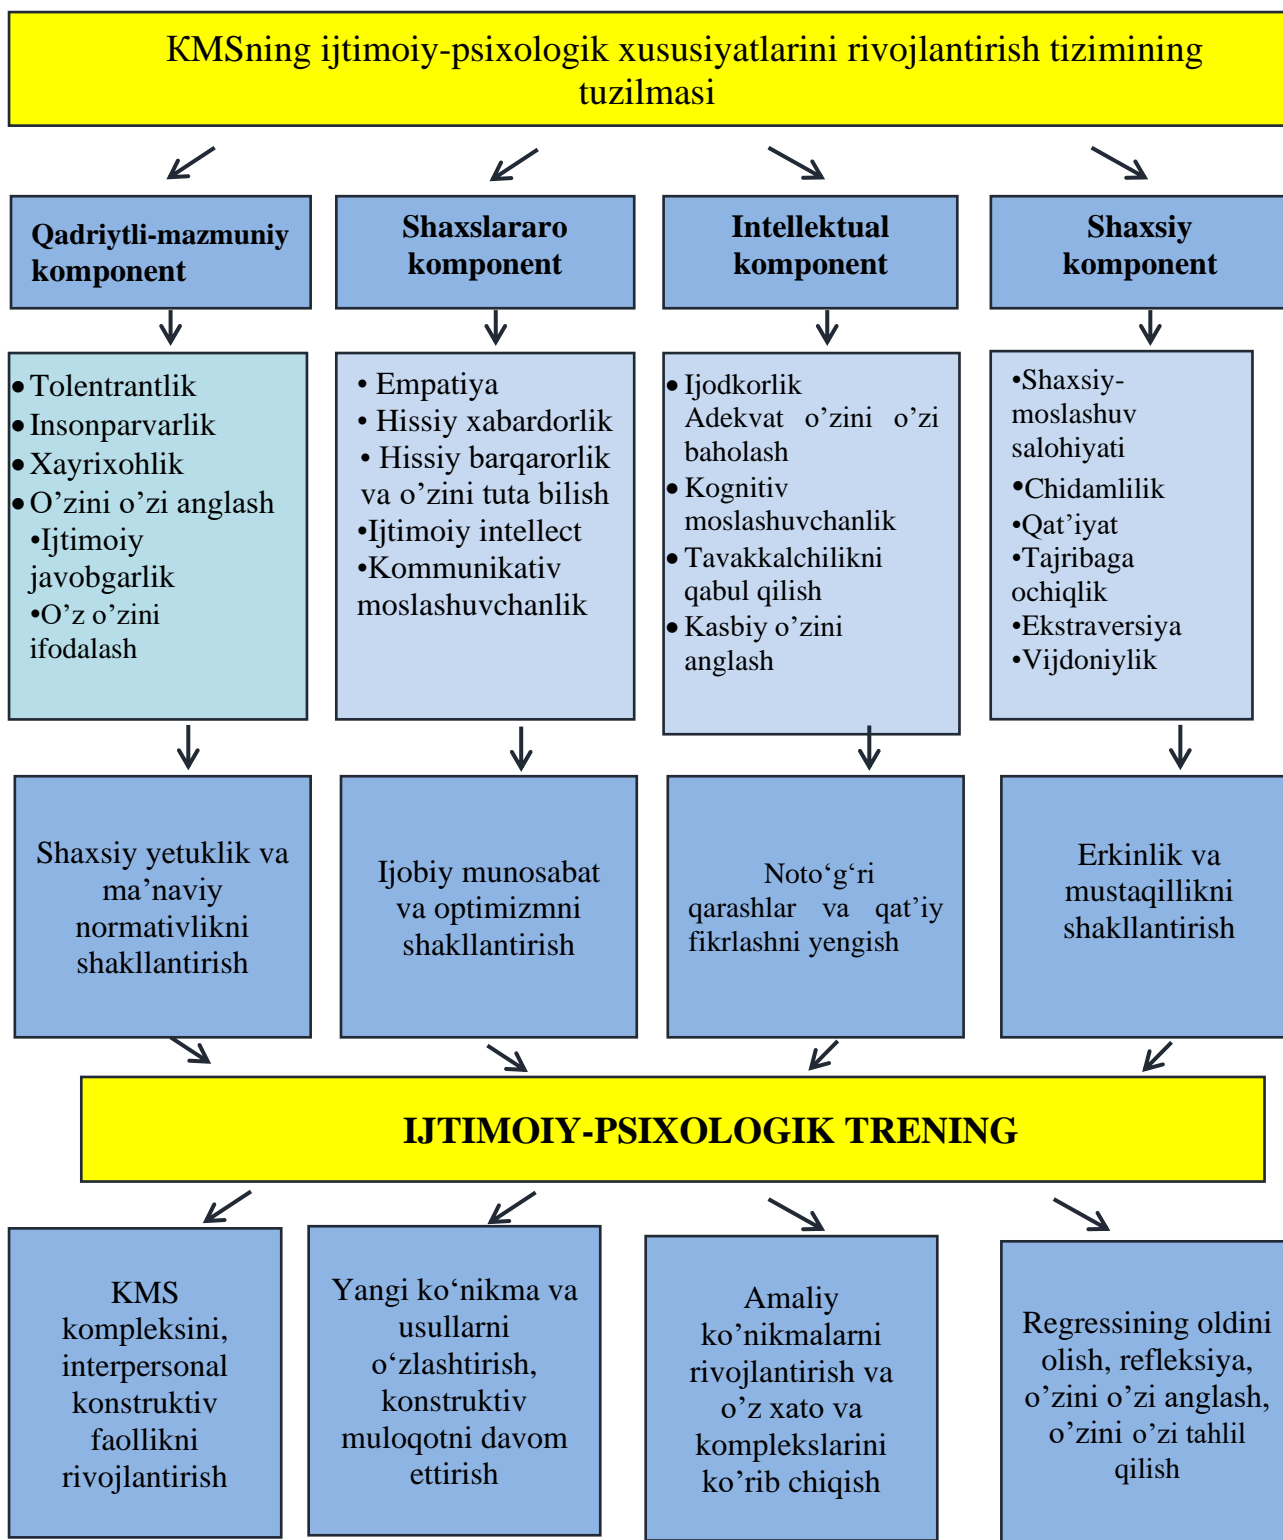 KMSning ijtimoiy-psixologik xususiyatlarini rivojlantirish tizimining
tuzilmasi
Qadriytli-mazmuniy
komponent
Shaxslararo
komponent
Intellektual
komponent
Shaxsiy
komponent
• Tolentrantlik
• Insonparvarlik
• Xayrixohlik
• O’zini o’zi anglash
•Ijtimoiy
javobgarlik
•O’z o’zini
ifodalash
• Empatiya
• Hissiy xabardorlik
• Hissiy barqarorlik
va o’zini tuta bilish
•Ijtimoiy intellect
•Kommunikativ
moslashuvchanlik
• Ijodkorlik
Adekvat o’zini o’zi
baholash
• Kognitiv
moslashuvchanlik
• Tavakkalchilikni
qabul qilish
• Kasbiy o’zini
anglash
•Shaxsiy-
moslashuv
salohiyati
•Chidamlilik
•Qat’iyat
•Tajribaga
ochiqlik
•Ekstraversiya
•Vijdoniylik
Shaxsiy yetuklik va
ma’naviy
normativlikni
shakllantirish
Ijobiy munosabat
va optimizmni
shakllantirish
Noto‘g‘ri
qarashlar va qat’iy
fikrlashni yengish
Erkinlik va
mustaqillikni
shakllantirish
IJTIMOIY-PSIXOLOGIK TRENING
KMS
kompleksini,
interpersonal
konstruktiv
faollikni
rivojlantirish
Yangi ko‘nikma va
usullarni
o‘zlashtirish,
konstruktiv
muloqotni davom
ettirish
Amaliy
ko’nikmalarni
rivojlantirish va
o’z xato va
komplekslarini
ko’rib chiqish
Regressining oldini
olish, refleksiya,
o’zini o’zi anglash,
o’zini o’zi tahlil
qilish